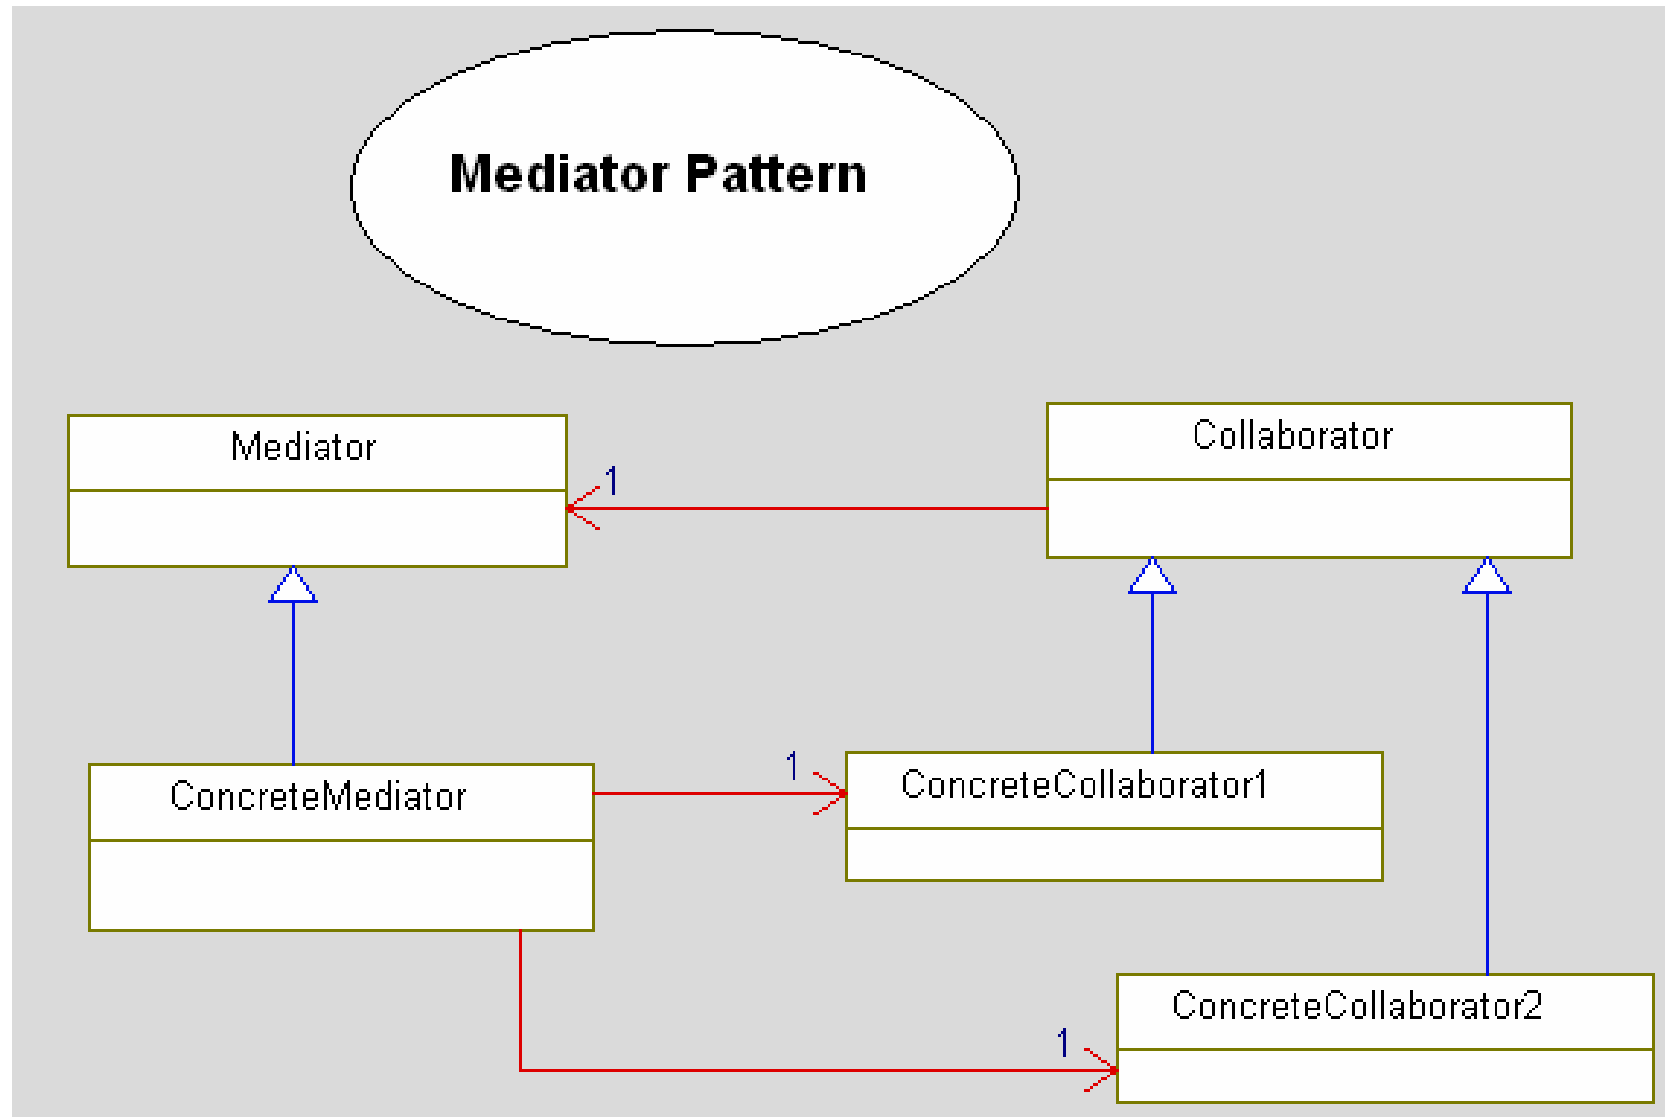 Mediator Pattern
Mediator
Collaborator
1
ConcreteMediator
1
ConcreteCollaborator1
ConcreteCollaborator2
1